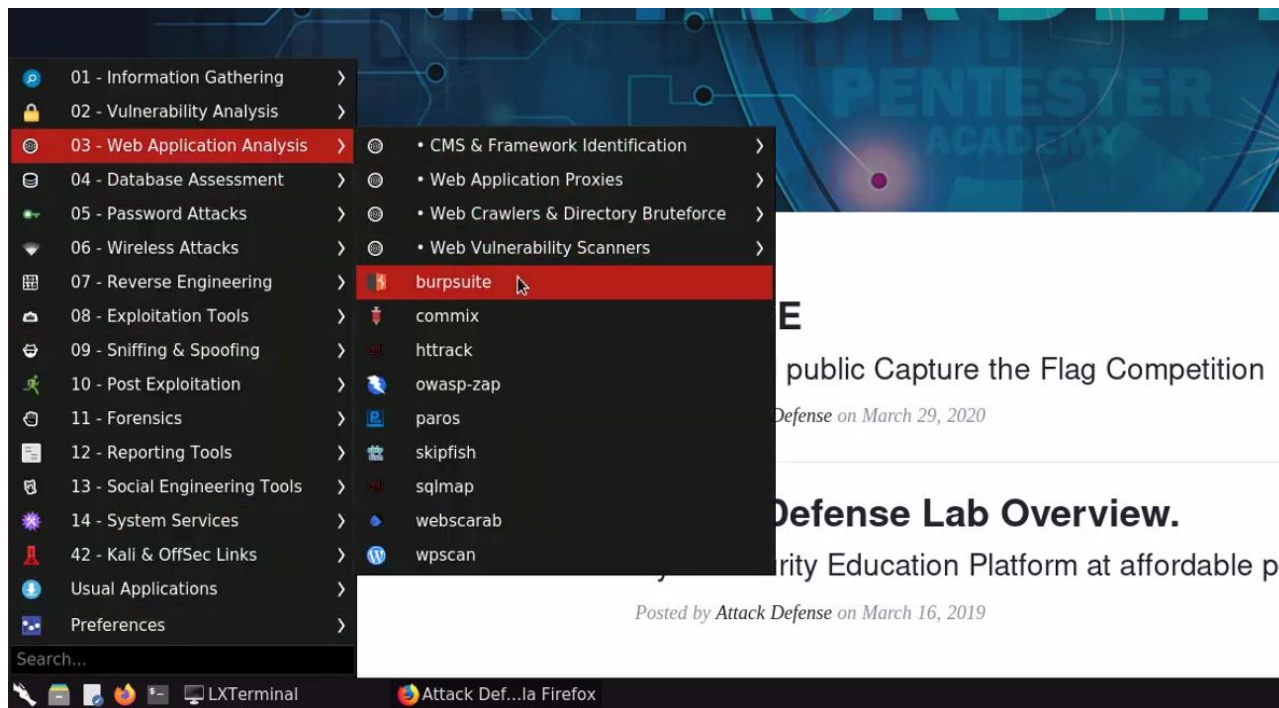 ATTACK DEF
PENTESTER
ACADEMY
01 - Information Gathering
02 - Vulnerability Analysis
03 - Web Application Analysis
04 - Database Assessment
05 - Password Attacks
06 - Wireless Attacks
07 - Reverse Engineering
08 - Exploitation Tools
09 - Sniffing & Spoofing
10 - Post Exploitation
11 - Forensics
12 - Reporting Tools
13 - Social Engineering Tools
14 - System Services
42 - Kali & OffSec Links
Usual Applications
Preferences
Search...
• CMS & Framework Identification
• Web Application Proxies
• Web Crawlers & Directory Bruteforce
• Web Vulnerability Scanners
burpsuite
commix
httrack
owasp-zap
paros
skipfish
sqlmap
webscarab
wpscan
E
public Capture the Flag Competition
Defense on March 29, 2020
Defense Lab Overview.
rity Education Platform at affordable p
Posted by Attack Defense on March 16, 2019
LXTerminal
Attack Def...la Firefox